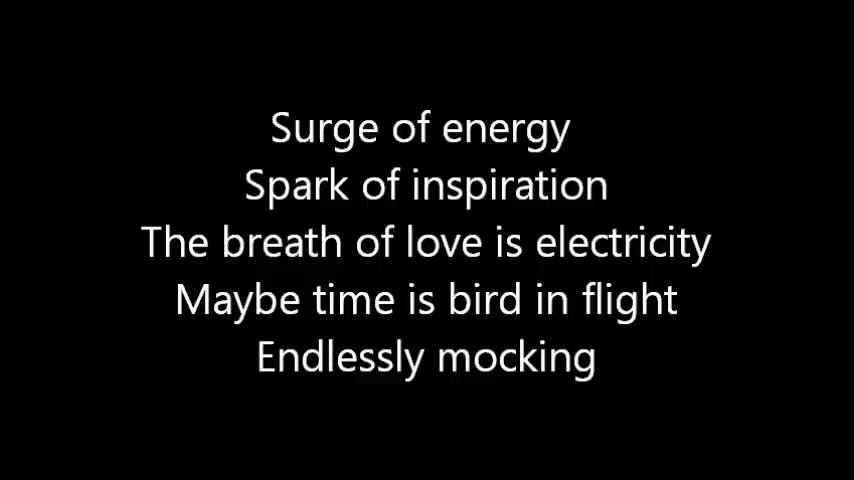 Surge of energy
Spark of inspiration
The breath of love is electricity
Maybe time is bird in flight
Endlessly mocking